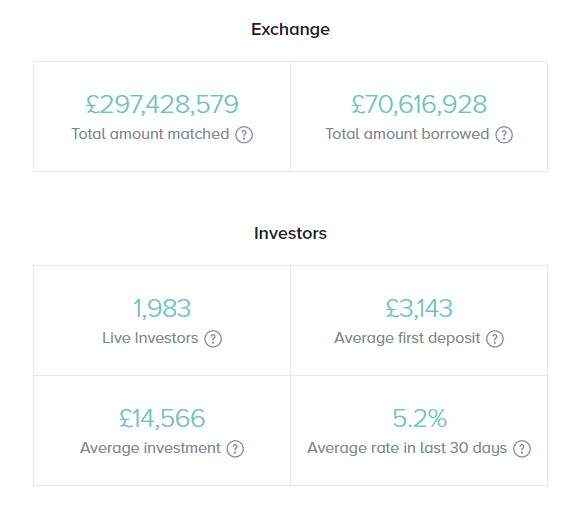 Exchange
£297,428,579
£70,616,928
Total amount matched ?
Total amount borrowed ?
Investors
1,983
£3,143
Live Investors ?
Average first deposit ?
£14,566
5.2%
Average investment ?
Average rate in last 30 days ?